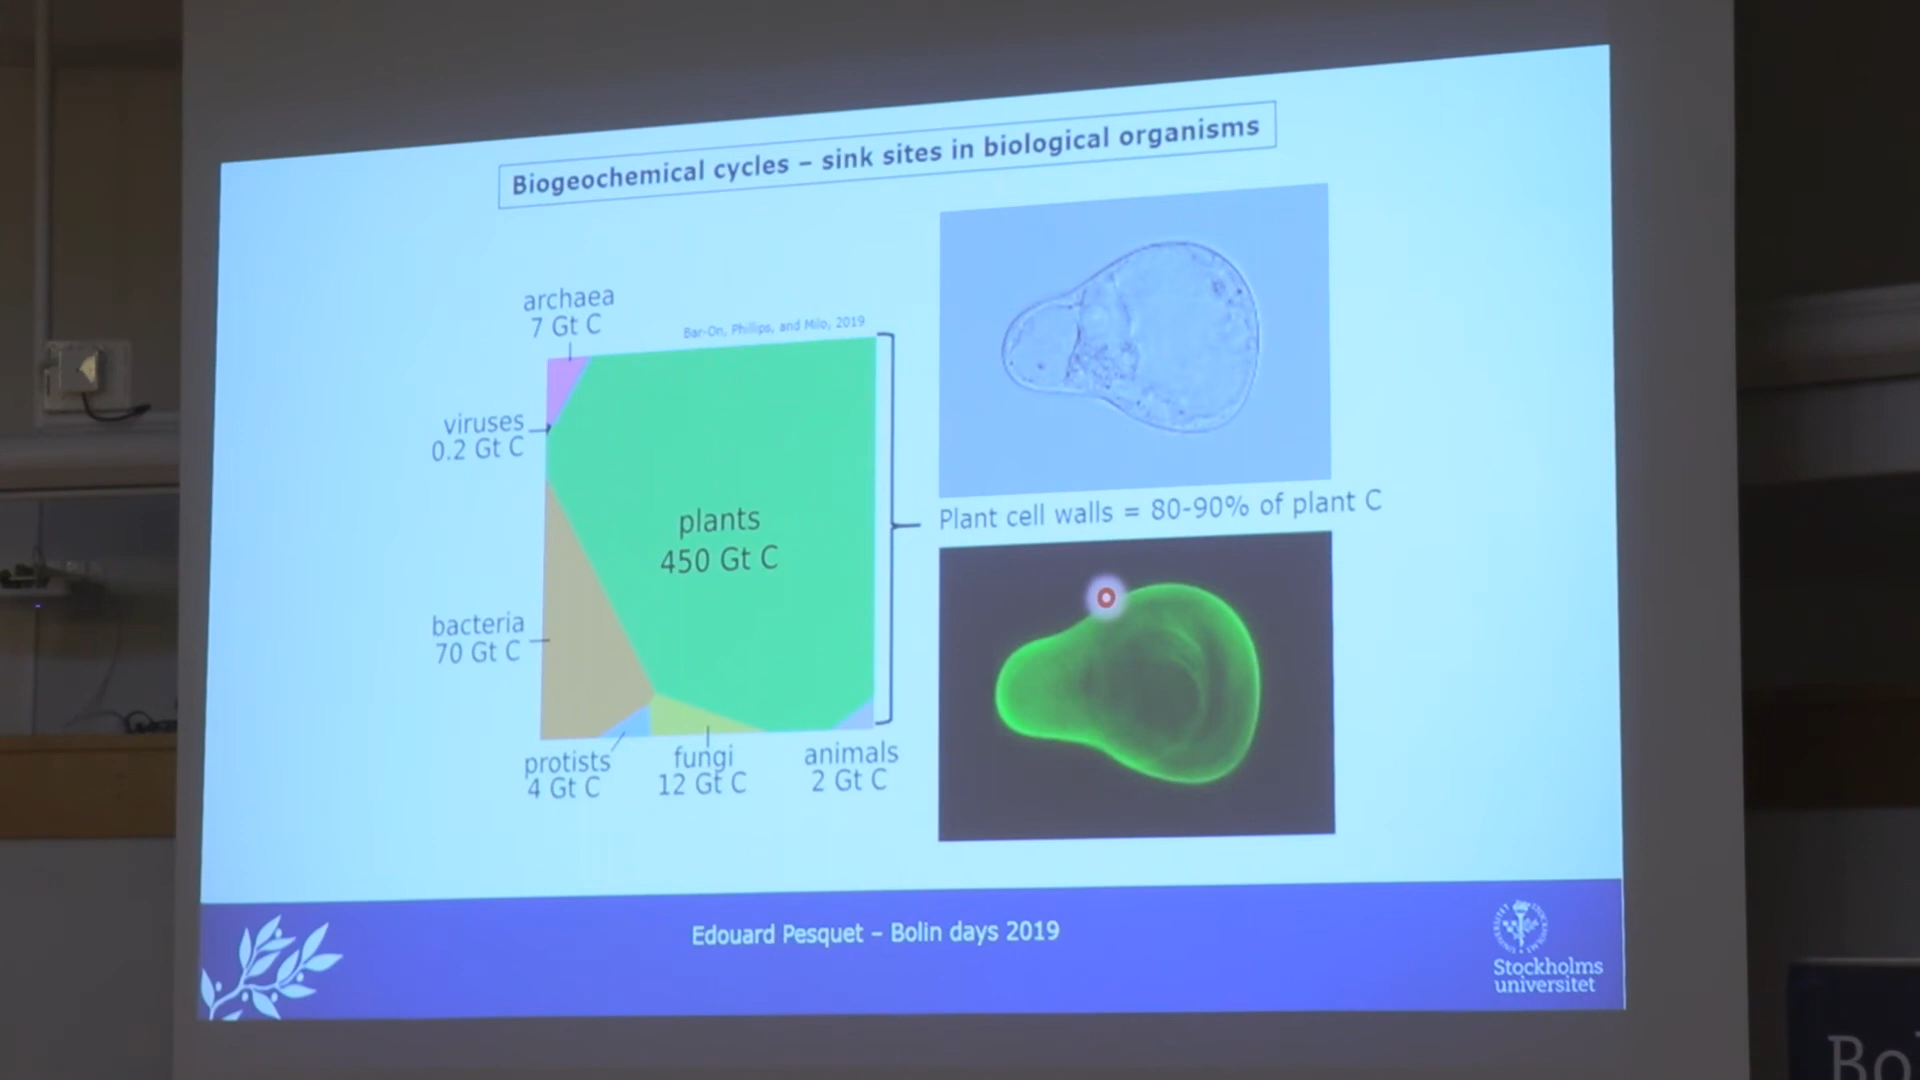 Biogeochemical cycles – sink sites in biological organisms
archaea
7 Gt C
Bar-On, Phillips, and Milo, 2019
viruses
0.2 Gt C
plants
450 Gt C
Plant cell walls = 80-90% of plant C
bacteria
70 Gt C
protists
4 Gt C
fungi
12 Gt C
animals
2 Gt C
Edouard Pesquet – Bolin days 2019
Stockholms
universitet